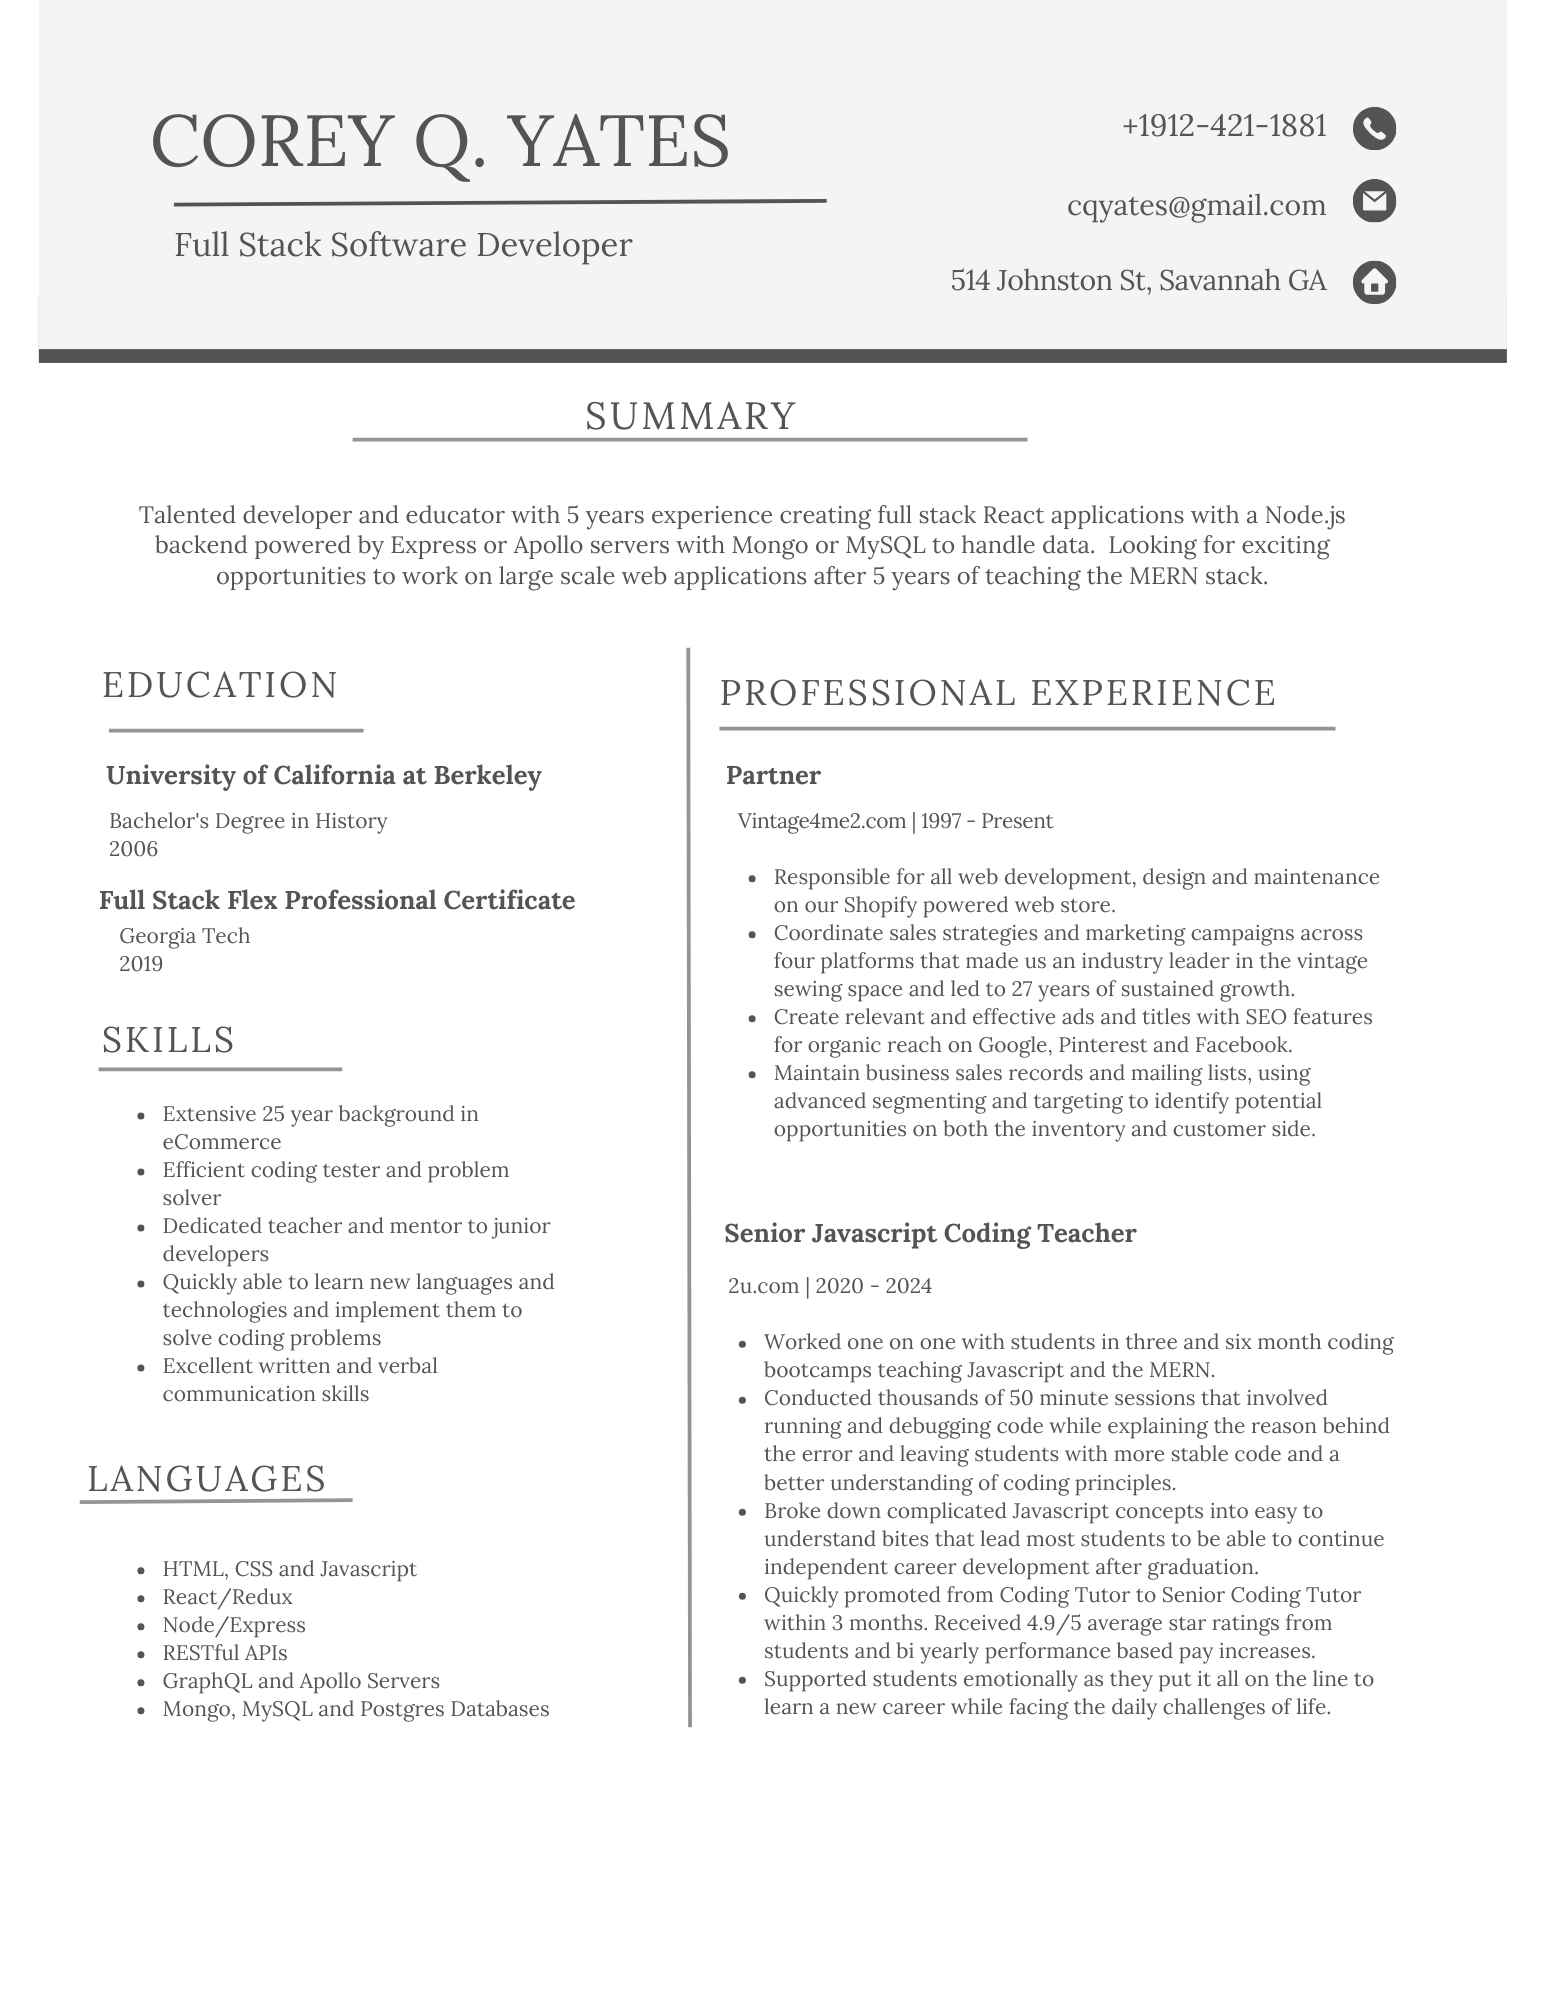 COREY Q. YATES
Full Stack Software Developer
+1912-421-1881
cqyates@gmail.com
514 Johnston St, Savannah GA
SUMMARY
Talented developer and educator with 5 years experience creating full stack React applications with a Node.js
backend powered by Express or Apollo servers with Mongo or MySQL to handle data.  Looking for exciting
opportunities to work on large scale web applications after 5 years of teaching the MERN stack.
EDUCATION
University of California at Berkeley
Bachelor's Degree in History
2006
Full Stack Flex Professional Certificate
Georgia Tech
2019
SKILLS
• Extensive 25 year background in
eCommerce
• Efficient coding tester and problem
solver
• Dedicated teacher and mentor to junior
developers
• Quickly able to learn new languages and
technologies and implement them to
solve coding problems
• Excellent written and verbal
communication skills
LANGUAGES
• HTML, CSS and Javascript
• React/Redux
• Node/Express
• RESTful APIs
• GraphQL and Apollo Servers
• Mongo, MySQL and Postgres Databases
PROFESSIONAL EXPERIENCE
Partner
Vintage4me2.com | 1997 - Present
• Responsible for all web development, design and maintenance
on our Shopify powered web store.
• Coordinate sales strategies and marketing campaigns across
four platforms that made us an industry leader in the vintage
sewing space and led to 27 years of sustained growth.
• Create relevant and effective ads and titles with SEO features
for organic reach on Google, Pinterest and Facebook.
• Maintain business sales records and mailing lists, using
advanced segmenting and targeting to identify potential
opportunities on both the inventory and customer side.
Senior Javascript Coding Teacher
2u.com | 2020 - 2024
• Worked one on one with students in three and six month coding
bootcamps teaching Javascript and the MERN.
• Conducted thousands of 50 minute sessions that involved
running and debugging code while explaining the reason behind
the error and leaving students with more stable code and a
better understanding of coding principles.
• Broke down complicated Javascript concepts into easy to
understand bites that lead most students to be able to continue
independent career development after graduation.
• Quickly promoted from Coding Tutor to Senior Coding Tutor
within 3 months. Received 4.9/5 average star ratings from
students and bi yearly performance based pay increases.
• Supported students emotionally as they put it all on the line to
learn a new career while facing the daily challenges of life.